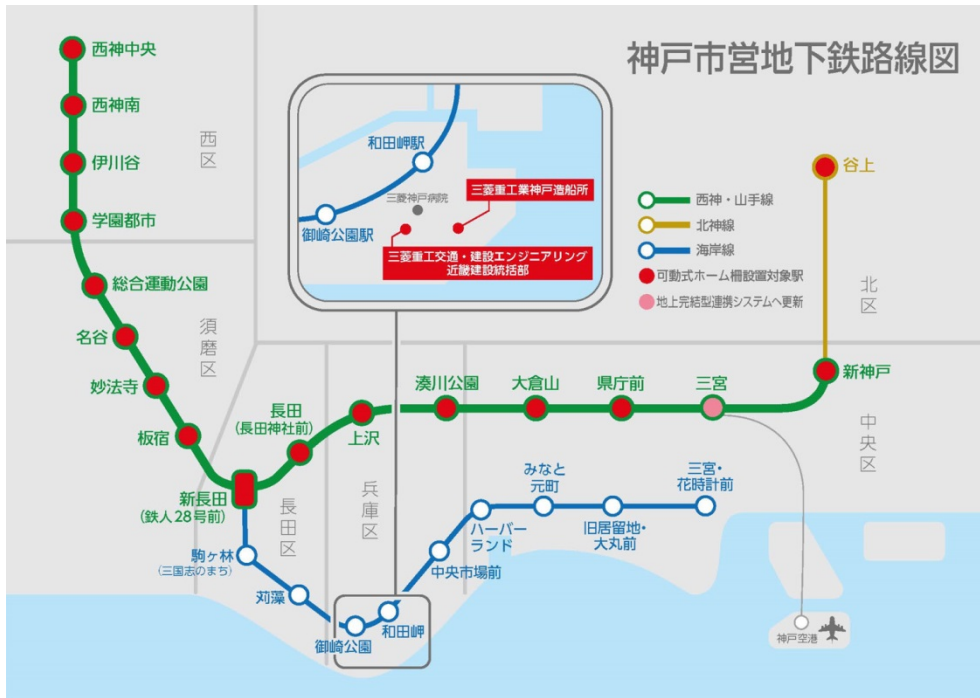 神戸市営地下鉄路線図
西神中央
西神南
伊川谷
学園都市
総合運動公園
名谷
妙法寺
板宿
新長田
(鉄人28号前)
長田
(長田神社前)
上沢
湊川公園
大倉山
県庁前
三宮
新神戸
谷上
西区
須磨区
長田区
兵庫区
北区
中央区
和田岬駅
三菱神戸病院
三菱重工業神戸造船所
御崎公園駅
三菱重工交通・建設エンジニアリング
近畿建設統括部
西神・山手線
北神線
海岸線
可動式ホーム柵設置対象駅
地上完結型連携システムへ更新
駒ヶ林
(三国志のまち)
苅藻
御崎公園
和田岬
中央市場前
ハーバー
ランド
みなと
元町
旧居留地・
大丸前
三宮・
花時計前
神戸空港